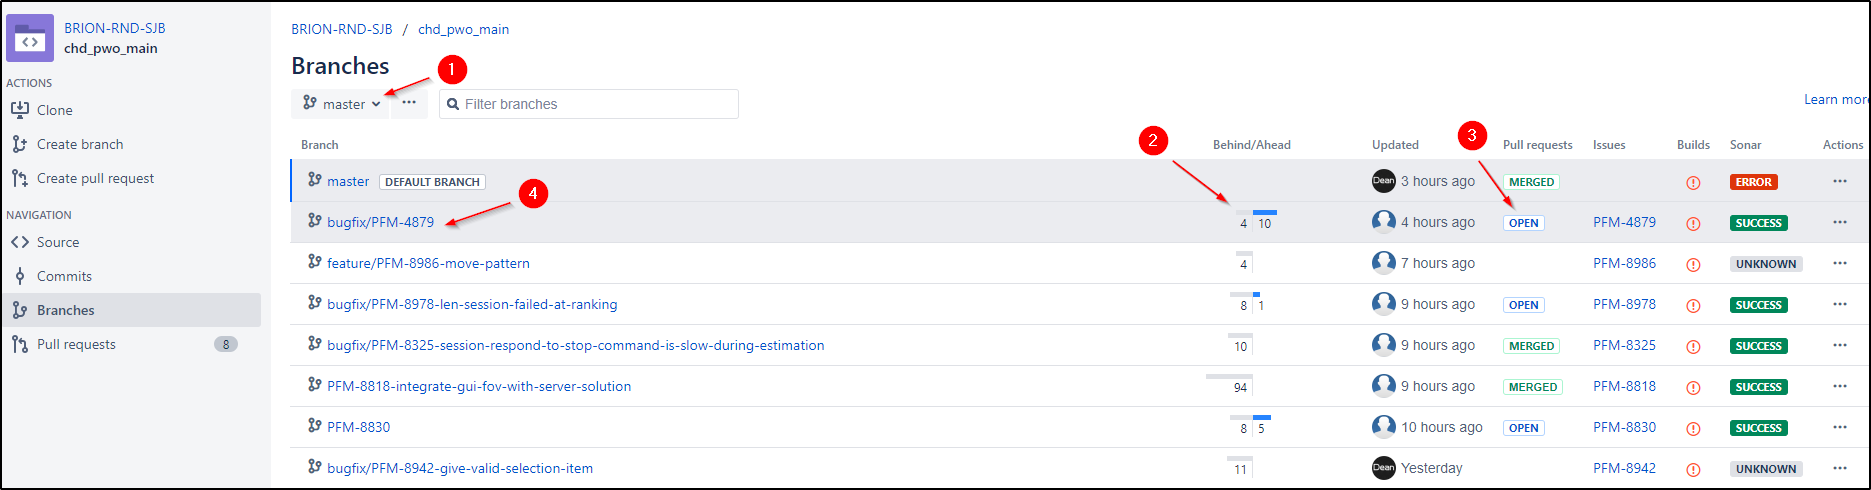 BRION-RND-SJB
chd_pwo_main
ACTIONS
Clone
Create branch
Create pull request
NAVIGATION
Source
Commits
Branches
Pull requests 8
BRION-RND-SJB / chd_pwo_main
Branches
1
master
Filter branches
Learn more
2
3
Branch Behind/Ahead Updated Pull requests Issues Builds Sonar Actions
master DEFAULT BRANCH Dean 3 hours ago MERGED ERROR
4
bugfix/PFM-4879 4 10 4 hours ago OPEN PFM-4879 SUCCESS
feature/PFM-8986-move-pattern 4 7 hours ago PFM-8986 UNKNOWN
bugfix/PFM-8978-len-session-failed-at-ranking 8 1 9 hours ago OPEN PFM-8978 SUCCESS
bugfix/PFM-8325-session-respond-to-stop-command-is-slow-during-estimation 10 9 hours ago MERGED PFM-8325 SUCCESS
PFM-8818-integrate-gui-fov-with-server-solution 94 9 hours ago MERGED PFM-8818 SUCCESS
PFM-8830 8 5 10 hours ago OPEN PFM-8830 SUCCESS
bugfix/PFM-8942-give-valid-selection-item 11 Dean Yesterday PFM-8942 UNKNOWN